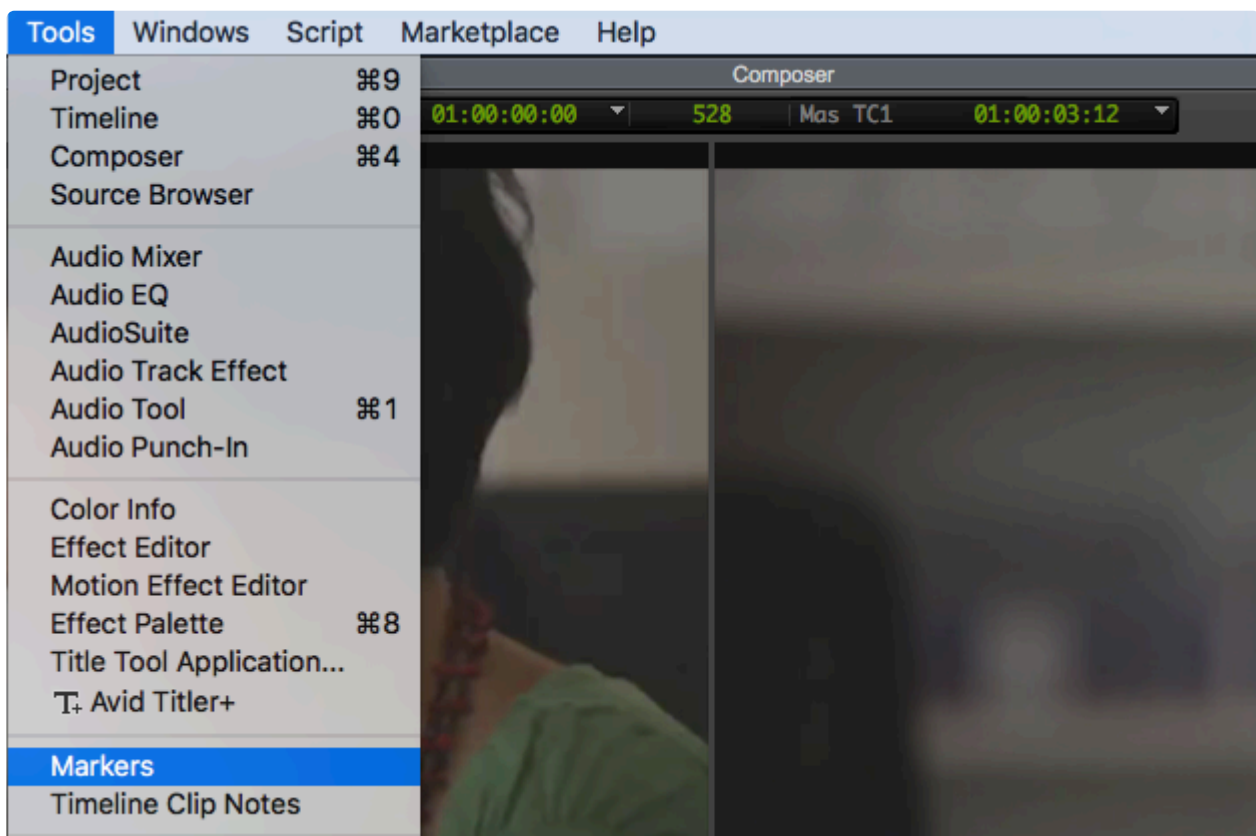 Tools Windows Script Marketplace Help
Composer
01:00:00:00 528 Mas TC1 01:00:03:12
Project ⌘9
Timeline ⌘0
Composer ⌘4
Source Browser
Audio Mixer
Audio EQ
AudioSuite
Audio Track Effect
Audio Tool ⌘1
Audio Punch-In
Color Info
Effect Editor
Motion Effect Editor
Effect Palette ⌘8
Title Tool Application...
T+ Avid Titler+
Markers
Timeline Clip Notes